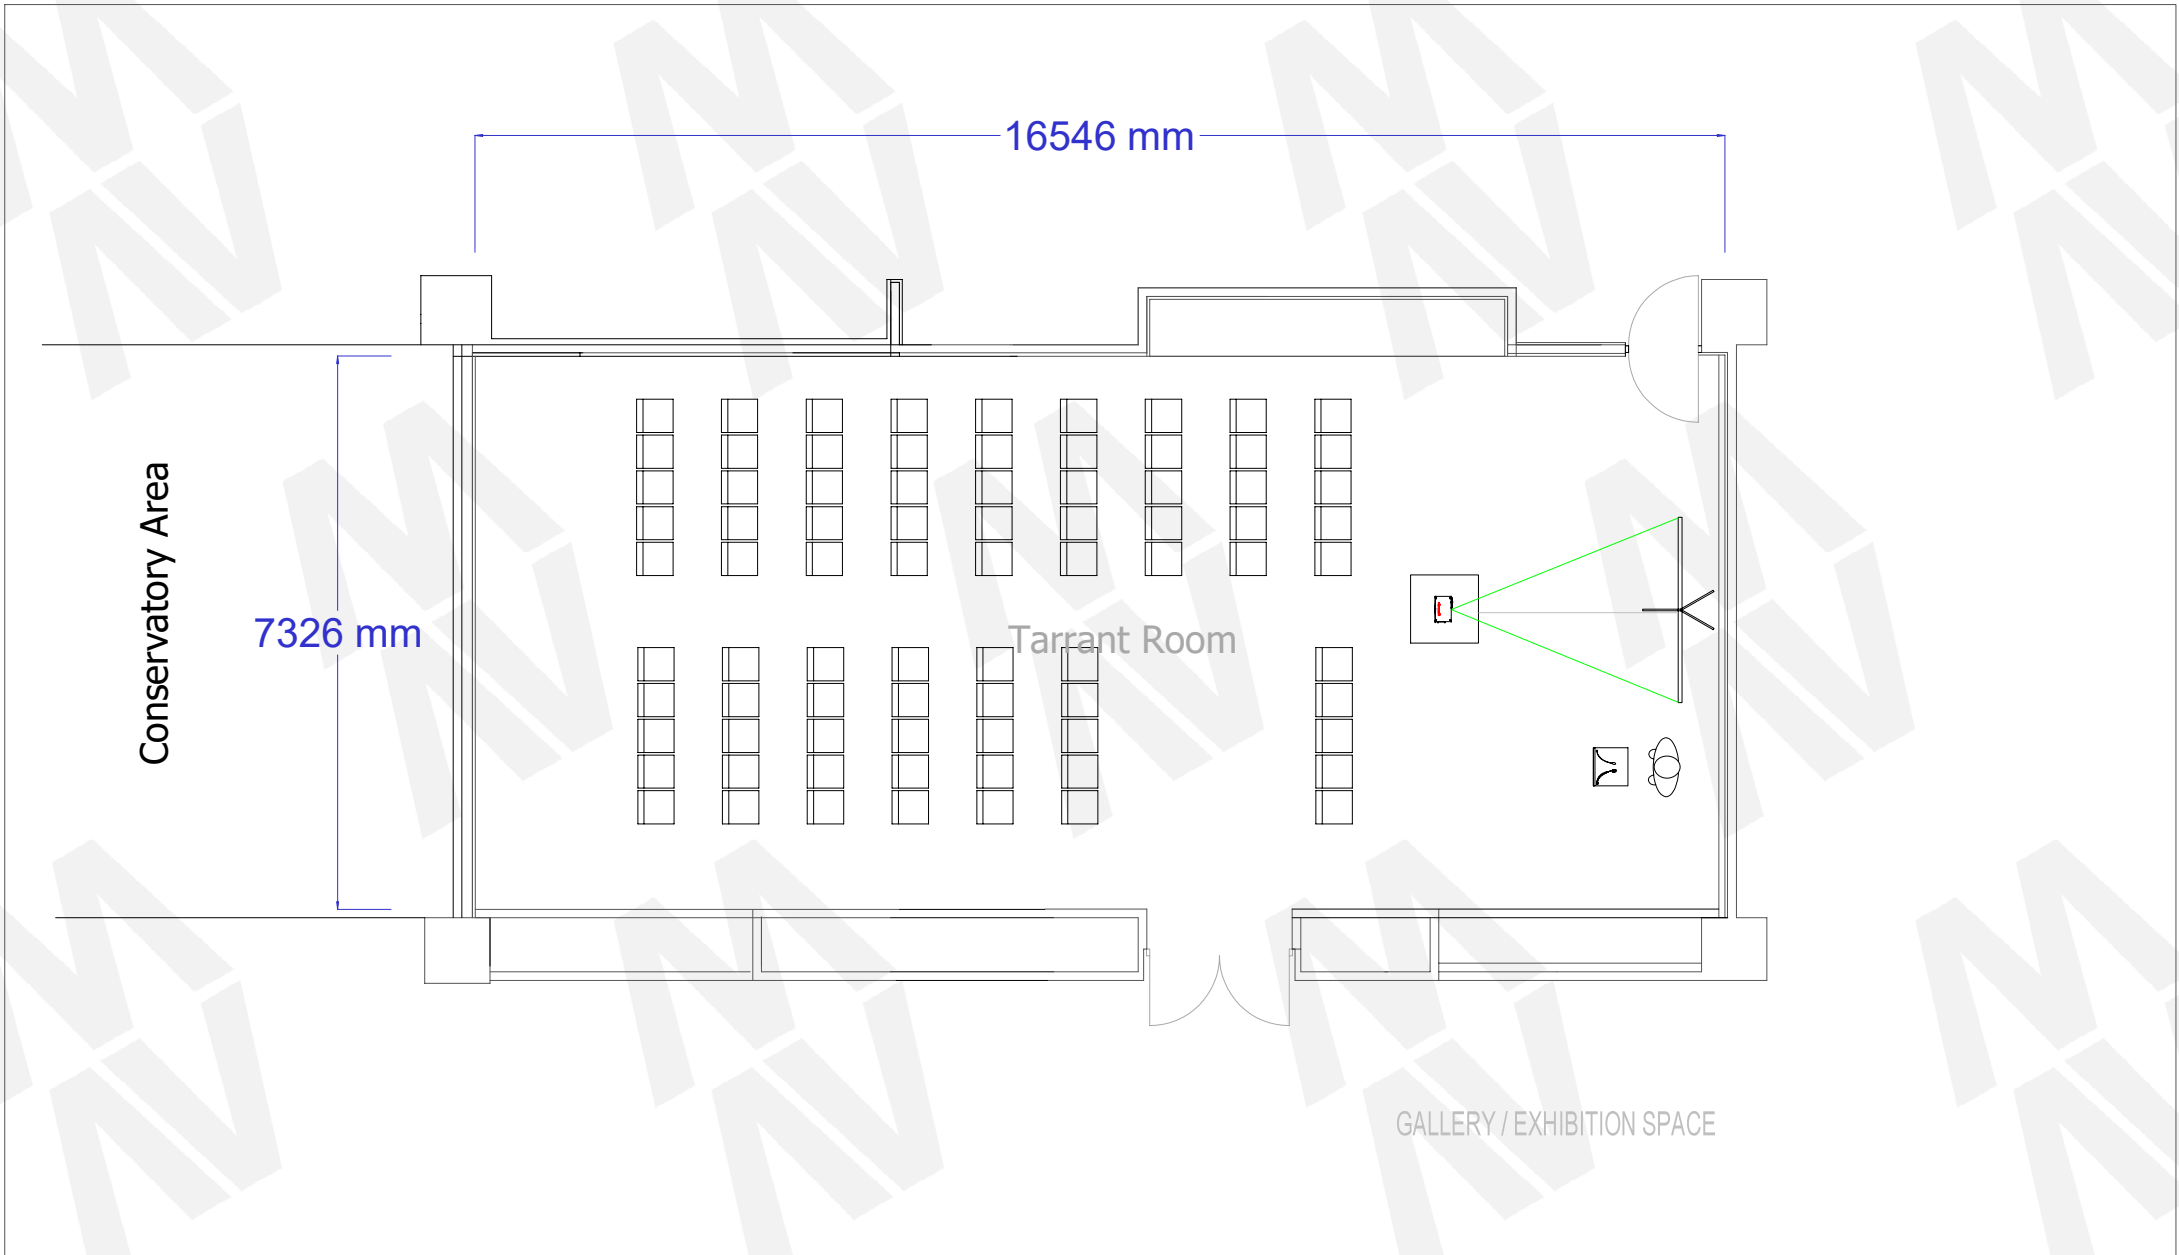 16546 mm
Conservatory Area
7326 mm
Tarrant Room
GALLERY / EXHIBITION SPACE